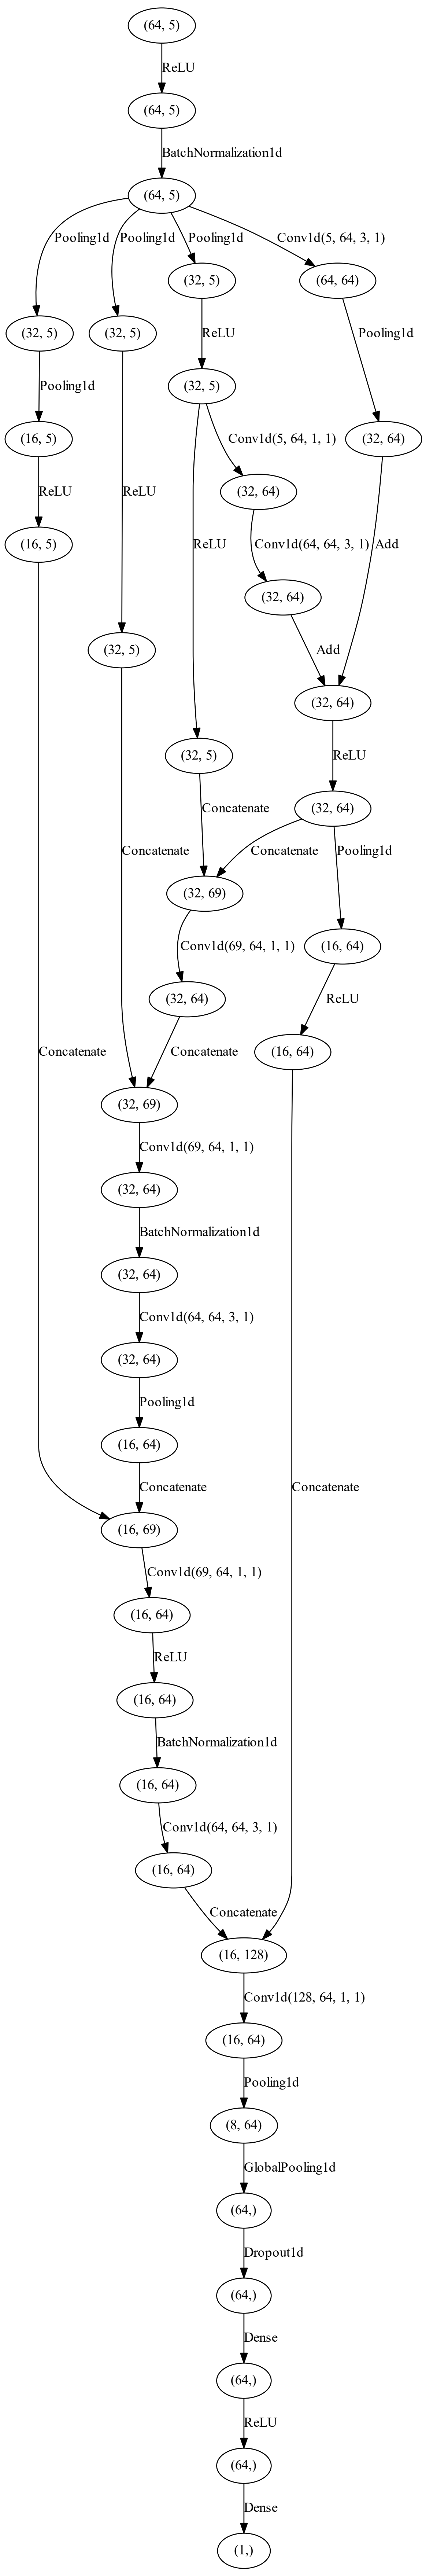 (64, 5)
ReLU
(64, 5)
BatchNormalization1d
(64, 5)
Pooling1d
Pooling1d
Pooling1d
Conv1d(5, 64, 3, 1)
(32, 5)
(64, 64)
(32, 5)
(32, 5)
ReLU
Pooling1d
Pooling1d
(32, 5)
(16, 5)
Conv1d(5, 64, 1, 1)
(32, 64)
ReLU
ReLU
(32, 64)
(16, 5)
ReLU
Conv1d(64, 64, 3, 1)
Add
(32, 64)
(32, 5)
Add
(32, 64)
(32, 5)
ReLU
Concatenate
(32, 64)
Concatenate
Concatenate
Pooling1d
(32, 69)
Conv1d(69, 64, 1, 1)
(16, 64)
(32, 64)
ReLU
Concatenate
Concatenate
(16, 64)
(32, 69)
Conv1d(69, 64, 1, 1)
(32, 64)
BatchNormalization1d
(32, 64)
Conv1d(64, 64, 3, 1)
(32, 64)
Pooling1d
(16, 64)
Concatenate
Concatenate
(16, 69)
Conv1d(69, 64, 1, 1)
(16, 64)
ReLU
(16, 64)
BatchNormalization1d
(16, 64)
Conv1d(64, 64, 3, 1)
(16, 64)
Concatenate
(16, 128)
Conv1d(128, 64, 1, 1)
(16, 64)
Pooling1d
(8, 64)
GlobalPooling1d
(64,)
Dropout1d
(64,)
Dense
(64,)
ReLU
(64,)
Dense
(1,)